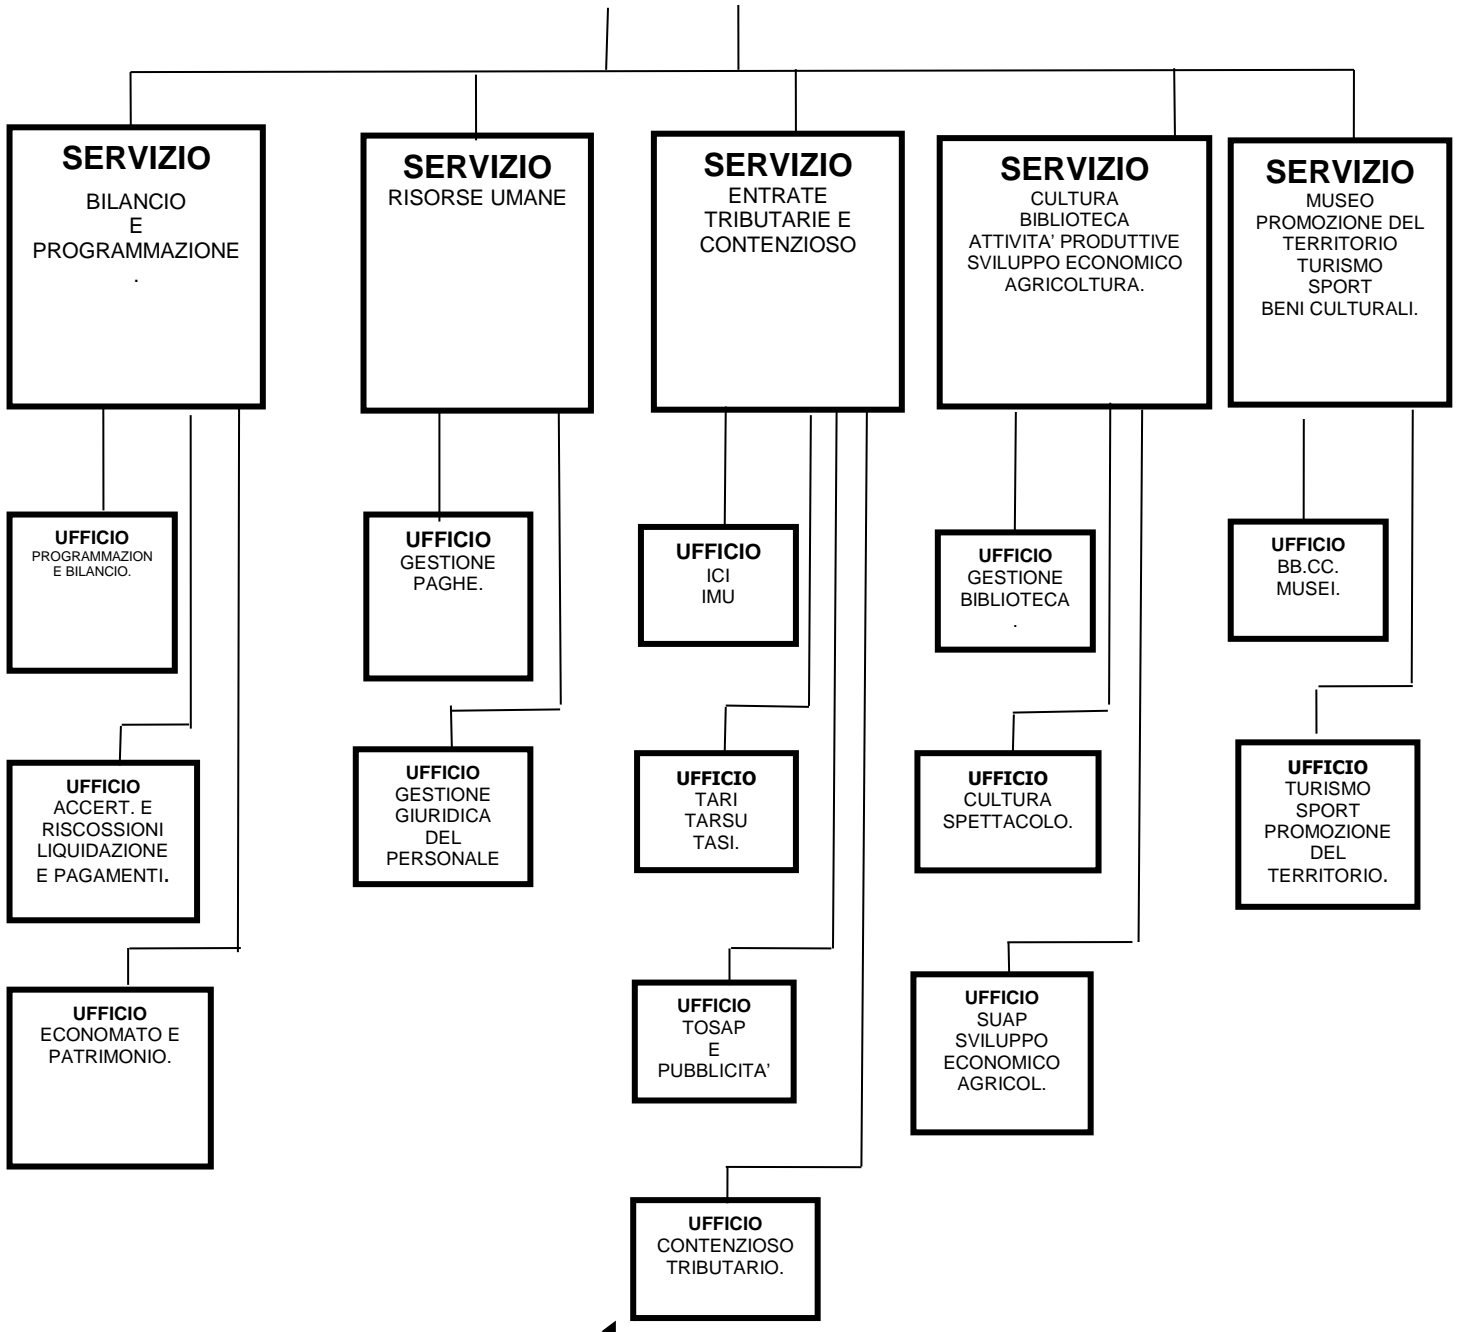 SERVIZIO
BILANCIO
E
PROGRAMMAZIONE
.
SERVIZIO
RISORSE UMANE
SERVIZIO
ENTRATE
TRIBUTARIE E
CONTENZIOSO
SERVIZIO
CULTURA
BIBLIOTECA
ATTIVITA’ PRODUTTIVE
SVILUPPO ECONOMICO
AGRICOLTURA.
SERVIZIO
MUSEO
PROMOZIONE DEL
TERRITORIO
TURISMO
SPORT
BENI CULTURALI.
UFFICIO
PROGRAMMAZION
E BILANCIO.
UFFICIO
GESTIONE
PAGHE.
UFFICIO
ICI
IMU
UFFICIO
GESTIONE
BIBLIOTECA
.
UFFICIO
BB.CC.
MUSEI.
UFFICIO
ACCERT. E
RISCOSSIONI
LIQUIDAZIONE
E PAGAMENTI.
UFFICIO
GESTIONE
GIURIDICA
DEL
PERSONALE
UFFICIO
TARI
TARSU
TASI.
UFFICIO
CULTURA
SPETTACOLO.
UFFICIO
TURISMO
SPORT
PROMOZIONE
DEL
TERRITORIO.
UFFICIO
ECONOMATO E
PATRIMONIO.
UFFICIO
TOSAP
E
PUBBLICITA’
UFFICIO
SUAP
SVILUPPO
ECONOMICO
AGRICOL.
UFFICIO
CONTENZIOSO
TRIBUTARIO.